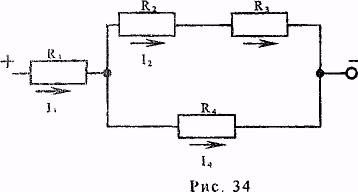 R₂ R₃
+ R₁ −
I₂
I₁
R₄
I₄
Рис. 34